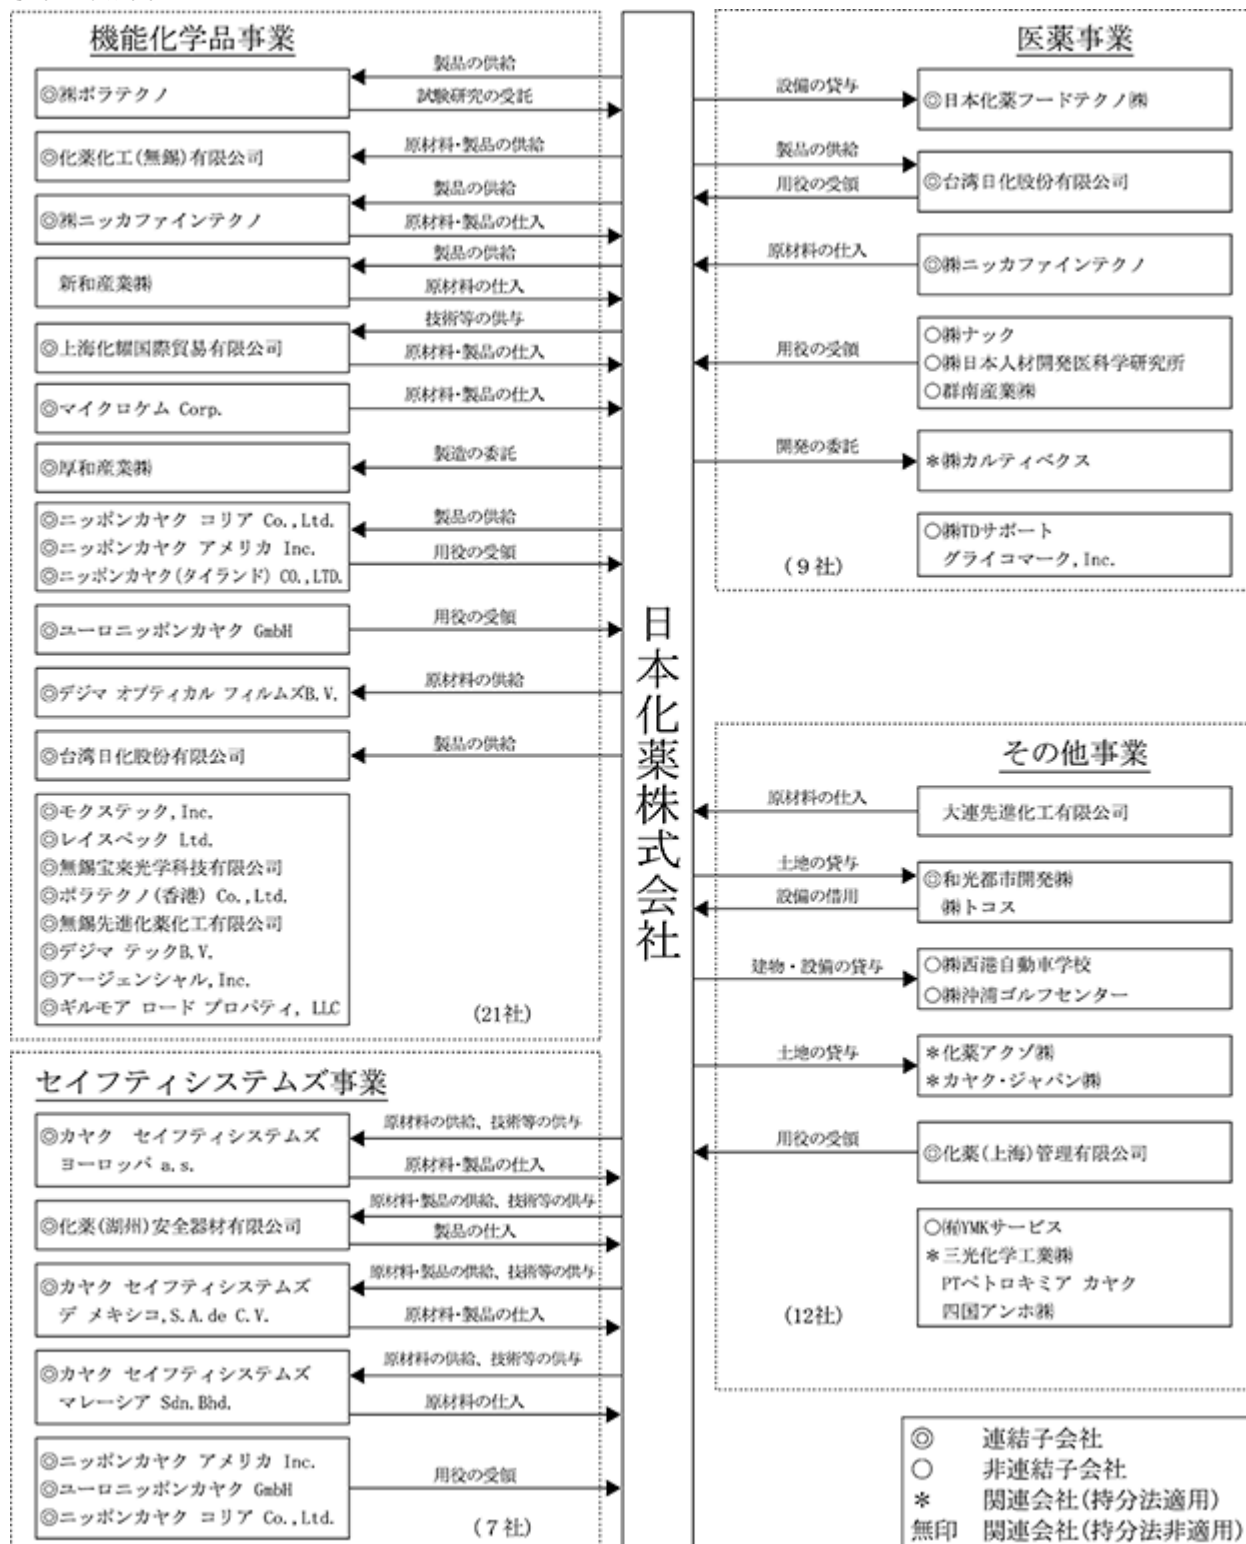 機能化学品事業
製品の供給
◎㈱ポラテクノ
試験研究の受託
原材料・製品の供給
◎化薬化工(無錫)有限公司
製品の供給
◎㈱ニッカファインテクノ
原材料・製品の仕入
製品の供給
新和産業㈱
原材料の仕入
技術等の供与
◎上海化耀国際貿易有限公司
原材料・製品の仕入
原材料・製品の仕入
◎マイクロケム Corp.
製造の委託
◎厚和産業㈱
◎ニッポンカヤク コリア Co.,Ltd.
製品の供給
◎ニッポンカヤク アメリカ Inc.
用役の受領
◎ニッポンカヤク(タイランド) CO.,LTD.
用役の受領
◎ユーロニッポンカヤク GmbH
原材料の供給
◎デジマ オプティカル フィルムズB.V.
製品の供給
◎台湾日化股份有限公司
◎モクステック,Inc.
◎レイスペック Ltd.
◎無錫宝来光学科技有限公司
◎ポラテクノ(香港) Co.,Ltd.
◎無錫先進化薬化工有限公司
◎デジマ テックB.V.
◎アージェンシャル,Inc.
◎ギルモア ロード プロパティ, LLC
(21社)
セイフティシステムズ事業
原材料の供給、技術等の供与
◎カヤク セイフティシステムズ
ヨーロッパ a.s.
原材料・製品の仕入
原材料・製品の供給、技術等の供与
◎化薬(湖州)安全器材有限公司
製品の仕入
原材料・製品の供給、技術等の供与
◎カヤク セイフティシステムズ
デ メキシコ,S.A.de C.V.
原材料・製品の仕入
原材料の供給、技術等の供与
◎カヤク セイフティシステムズ
マレーシア Sdn.Bhd.
原材料の仕入
◎ニッポンカヤク アメリカ Inc.
◎ユーロニッポンカヤク GmbH
用役の受領
◎ニッポンカヤク コリア Co.,Ltd.
(7社)
日本化薬株式会社
医薬事業
設備の貸与
◎日本化薬フードテクノ㈱
製品の供給
◎台湾日化股份有限公司
用役の受領
原材料の仕入
◎㈱ニッカファインテクノ
○㈱ナック
用役の受領
○㈱日本人材開発医科学研究所
○群南産業㈱
開発の委託
＊㈱カルティベクス
○㈱TDサポート
グライコマーク,Inc.
(9社)
その他事業
原材料の仕入
大連先進化工有限公司
土地の貸与
◎和光都市開発㈱
設備の借用
㈱トコス
建物・設備の貸与
○㈱西港自動車学校
○㈱沖浦ゴルフセンター
土地の貸与
＊化薬アクゾ㈱
＊カヤク・ジャパン㈱
用役の受領
◎化薬(上海)管理有限公司
○㈲YMKサービス
＊三光化学工業㈱
PTペトロキミア カヤク
四国アンホ㈱
(12社)
◎ 連結子会社
○ 非連結子会社
＊ 関連会社(持分法適用)
無印 関連会社(持分法非適用)